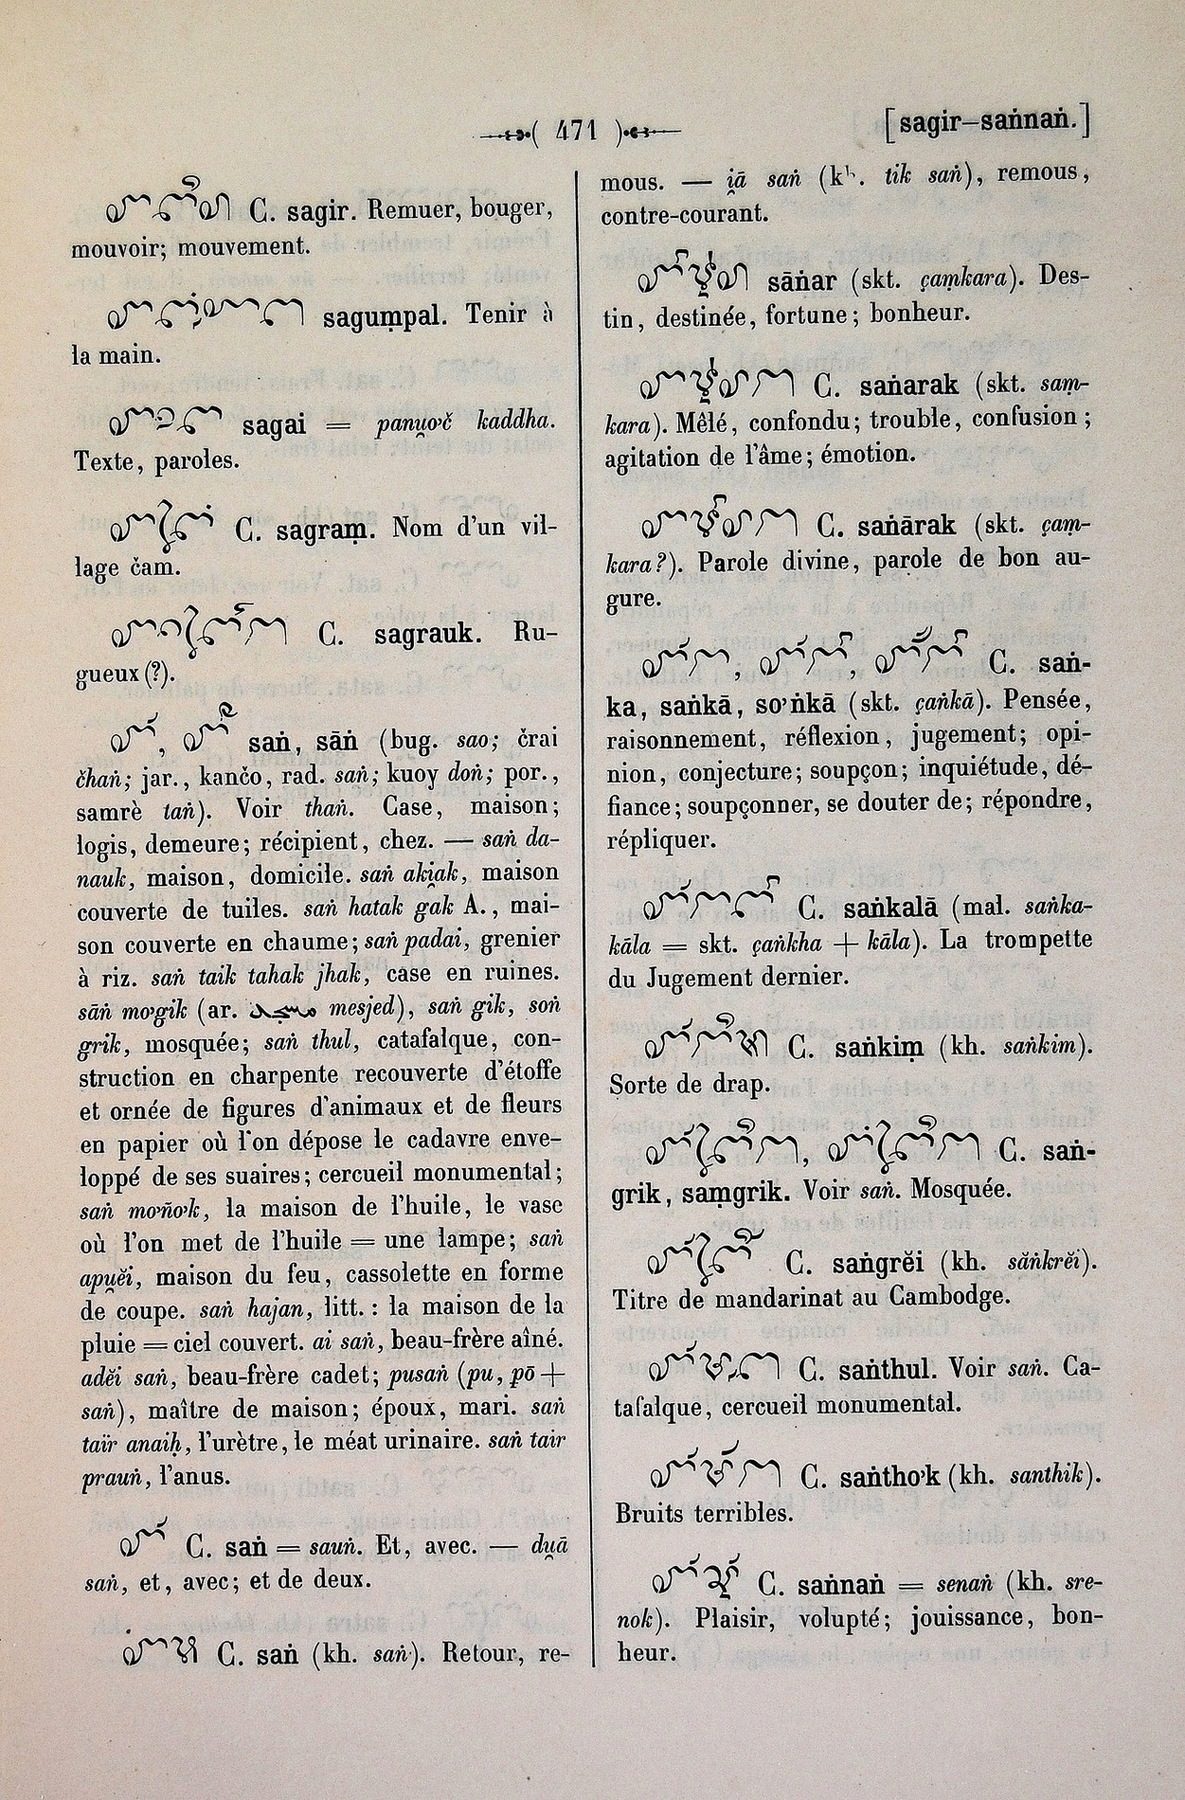 ( 471 )
[sagir–saṅnaṅ.]
C. sagir. Remuer, bouger,
mouvoir; mouvement.
sagumpal. Tenir à
la main.
sagai = panu̯ơč kaddha.
Texte, paroles.
C. sagraṃ. Nom d'un vil-
lage čam.
C. sagrauk. Ru-
gueux (?).
saṅ, sāṅ (bug. sao; črai
čhaṅ; jar., kančo, rad. saṅ; kuoy doṅ; por.,
samrè taṅ). Voir thaṅ. Case, maison;
logis, demeure; récipient, chez. — saṅ da-
nauk, maison, domicile. saṅ aki̯ak, maison
couverte de tuiles. saṅ hatak gak A., mai-
son couverte en chaume; saṅ padai, grenier
à riz. saṅ taik tahak jhak, case en ruines.
sāṅ mơgik (ar. مسجد mesjed), saṅ gik, soṅ
grik, mosquée; saṅ thul, catafalque, con-
struction en charpente recouverte d'étoffe
et ornée de figures d'animaux et de fleurs
en papier où l'on dépose le cadavre enve-
loppé de ses suaires; cercueil monumental;
saṅ mơñơk, la maison de l'huile, le vase
où l'on met de l'huile = une lampe; saṅ
apu̯ĕi, maison du feu, cassolette en forme
de coupe. saṅ hajan, litt. : la maison de la
pluie = ciel couvert. ai saṅ, beau-frère aîné.
adĕi saṅ, beau-frère cadet; pusaṅ (pu, pō +
saṅ), maître de maison; époux, mari. saṅ
taïr anaiḥ, l'urètre, le méat urinaire. saṅ tair
prauṅ, l'anus.
C. saṅ = sauṅ. Et, avec. — du̯ā
saṅ, et, avec; et de deux.
C. saṅ (kh. saṅ). Retour, re-
mous. — i̯ā saṅ (kʰ. tik saṅ), remous,
contre-courant.
sāṅar (skt. çaṃkara). Des-
tin, destinée, fortune; bonheur.
C. saṅarak (skt. saṃ-
kara). Mêlé, confondu; trouble, confusion;
agitation de l'âme; émotion.
C. saṅārak (skt. çaṃ-
kara?). Parole divine, parole de bon au-
gure.
C. saṅ-
ka, saṅkā, sơṅkā (skt. çaṅkā). Pensée,
raisonnement, réflexion, jugement; opi-
nion, conjecture; soupçon; inquiétude, dé-
fiance; soupçonner, se douter de; répondre,
répliquer.
C. saṅkalā (mal. saṅka-
kāla = skt. çaṅkha + kāla). La trompette
du Jugement dernier.
C. saṅkiṃ (kh. saṅkim).
Sorte de drap.
C. saṅ-
grik, saṃgrik. Voir saṅ. Mosquée.
C. saṅgrĕi (kh. săṅkrĕi).
Titre de mandarinat au Cambodge.
C. saṅthul. Voir saṅ. Ca-
tafalque, cercueil monumental.
C. saṅthơk (kh. santhik).
Bruits terribles.
C. saṅnaṅ = senaṅ (kh. sre-
nok). Plaisir, volupté; jouissance, bon-
heur.